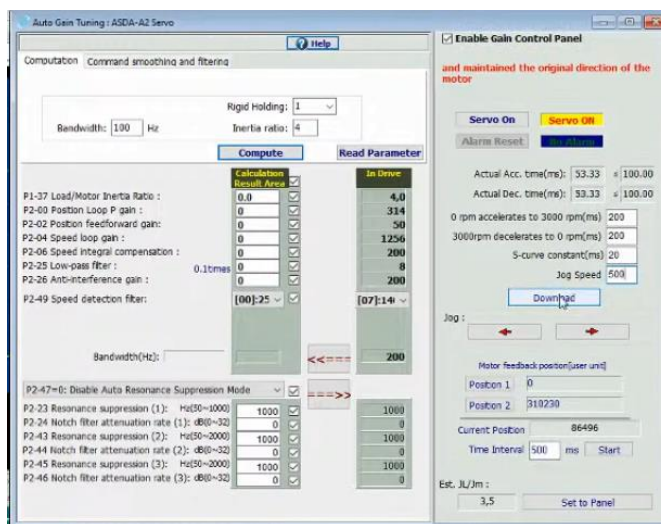 Auto Gain Tuning : ASDA-A2 Servo
Help
Computation Command smoothing and filtering
Rigid Holding: 1
Bandwidth: 100 Hz Inertia ratio: 4
Compute Read Parameter
Calculation Result Area In Drive
P1-37 Load/Motor Inertia Ratio : 0.0 4,0
P2-00 Position Loop P gain : 0 314
P2-02 Position feedforward gain: 0 50
P2-04 Speed loop gain : 0 1256
P2-06 Speed integral compensation : 0 200
P2-25 Low-pass filter : 0.1times 0 8
P2-26 Anti-interference gain : 0 200
P2-49 Speed detection filter: [00]:25 [07]:14
Bandwidth(Hz): 200
<<===
P2-47=0: Disable Auto Resonance Suppression Mode
===>>
P2-23 Resonance suppression (1): Hz(50~1000) 1000 1000
P2-24 Notch filter attenuation rate (1): dB(0~32) 0 0
P2-43 Resonance suppression (2): Hz(50~2000) 1000 1000
P2-44 Notch filter attenuation rate (2): dB(0~32) 0 0
P2-45 Resonance suppression (3): Hz(50~2000) 1000 1000
P2-46 Notch filter attenuation rate (3): dB(0~32) 0 0
Enable Gain Control Panel
and maintained the original direction of the
motor
Servo On Servo ON
Alarm Reset No Alarm
Actual Acc. time(ms): 53.33 ≤ 100.00
Actual Dec. time(ms): 53.33 ≤ 100.00
0 rpm accelerates to 3000 rpm(ms) 200
3000rpm decelerates to 0 rpm(ms) 200
S-curve constant(ms) 20
Jog Speed 500
Download
Jog :
Motor feedback position[user unit]
Position 1 0
Position 2 310230
Current Position 86496
Time Interval 500 ms Start
Est. JL/Jm :
3,5 Set to Panel